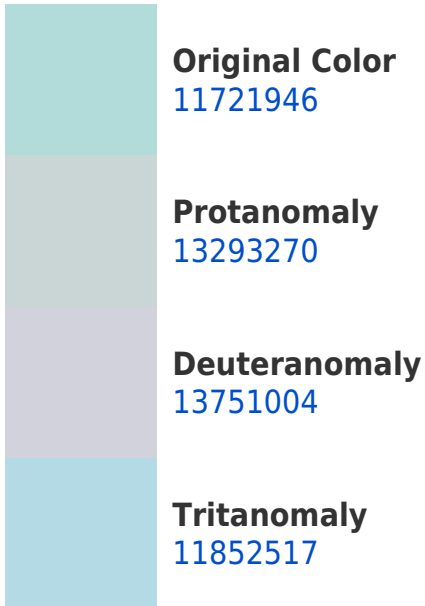 Original Color
11721946
Protanomaly
13293270
Deuteranomaly
13751004
Tritanomaly
11852517